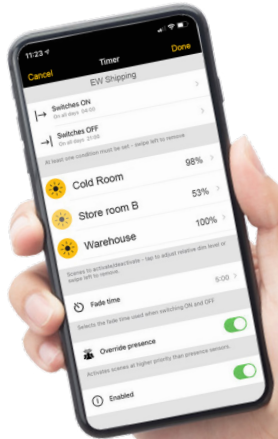 11:23
Cancel Timer Done
EW Shipping
Switches ON
On all days 04:00
Switches OFF
On all days 21:00
At least one condition must be set - swipe left to remove
Cold Room 98%
Store room B 53%
Warehouse 100%
Scenes to activate/deactivate - tap to adjust relative dim level or
swipe left to remove.
Fade time 5:00
Selects the fade time used when switching ON and OFF
Override presence
Activates scenes at higher priority than presence sensors.
Enabled